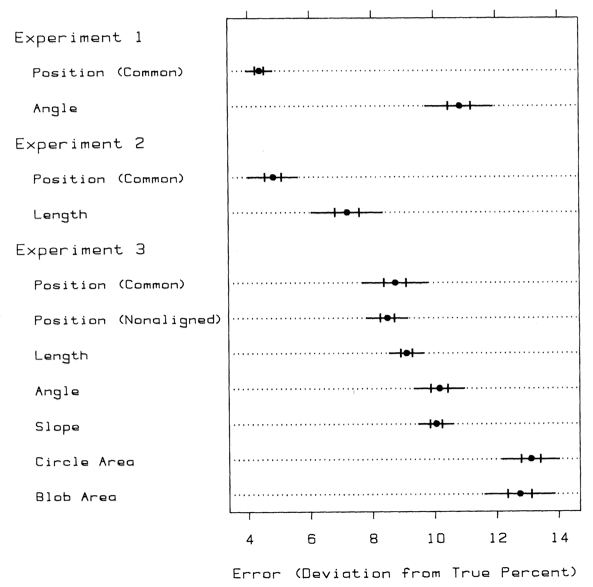 Experiment 1
Position (Common)
Angle
Experiment 2
Position (Common)
Length
Experiment 3
Position (Common)
Position (Nonaligned)
Length
Angle
Slope
Circle Area
Blob Area
4 6 8 10 12 14
Error (Deviation from True Percent)